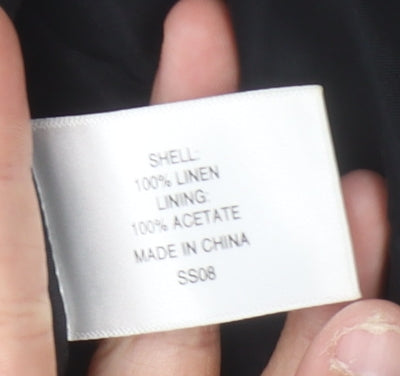 SHELL:
100% LINEN
LINING:
100% ACETATE
MADE IN CHINA
SS08